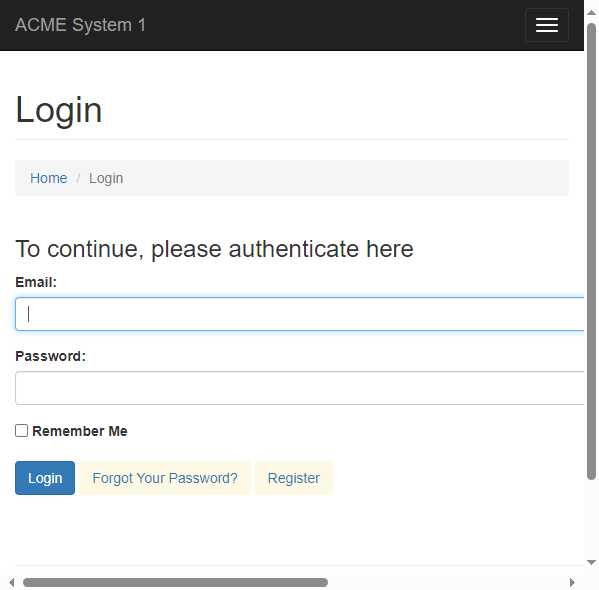 ACME System 1
Login
Home / Login
To continue, please authenticate here
Email:
Password:
Remember Me
Login Forgot Your Password? Register